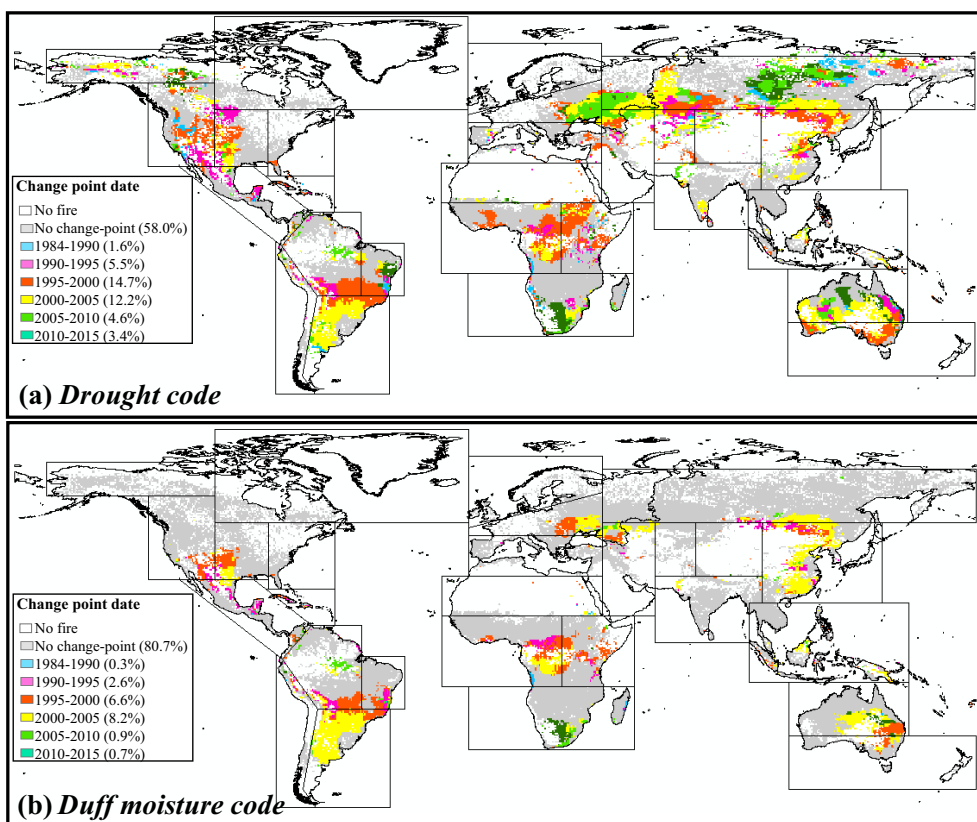 Change point date
No fire
No change-point (58.0%)
1984-1990 (1.6%)
1990-1995 (5.5%)
1995-2000 (14.7%)
2000-2005 (12.2%)
2005-2010 (4.6%)
2010-2015 (3.4%)
(a) Drought code
Change point date
No fire
No change-point (80.7%)
1984-1990 (0.3%)
1990-1995 (2.6%)
1995-2000 (6.6%)
2000-2005 (8.2%)
2005-2010 (0.9%)
2010-2015 (0.7%)
(b) Duff moisture code